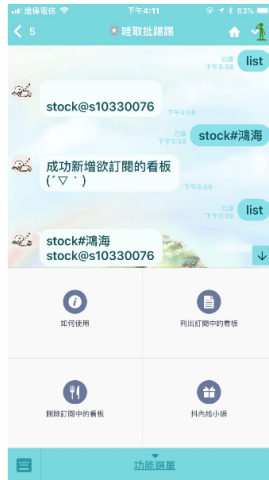 遠傳電信 下午4:11 83%
5 哇取批踢踢
已讀
下午3:58 list
stock@s10330076 下午3:58
已讀
下午3:59 stock#鴻海
成功新增欲訂閱的看板
(´▽｀) 下午3:59
已讀
下午3:59 list
stock#鴻海
stock@s10330076
如何使用
列出訂閱中的看板
刪除訂閱中的看板
抖內給小編
功能選單